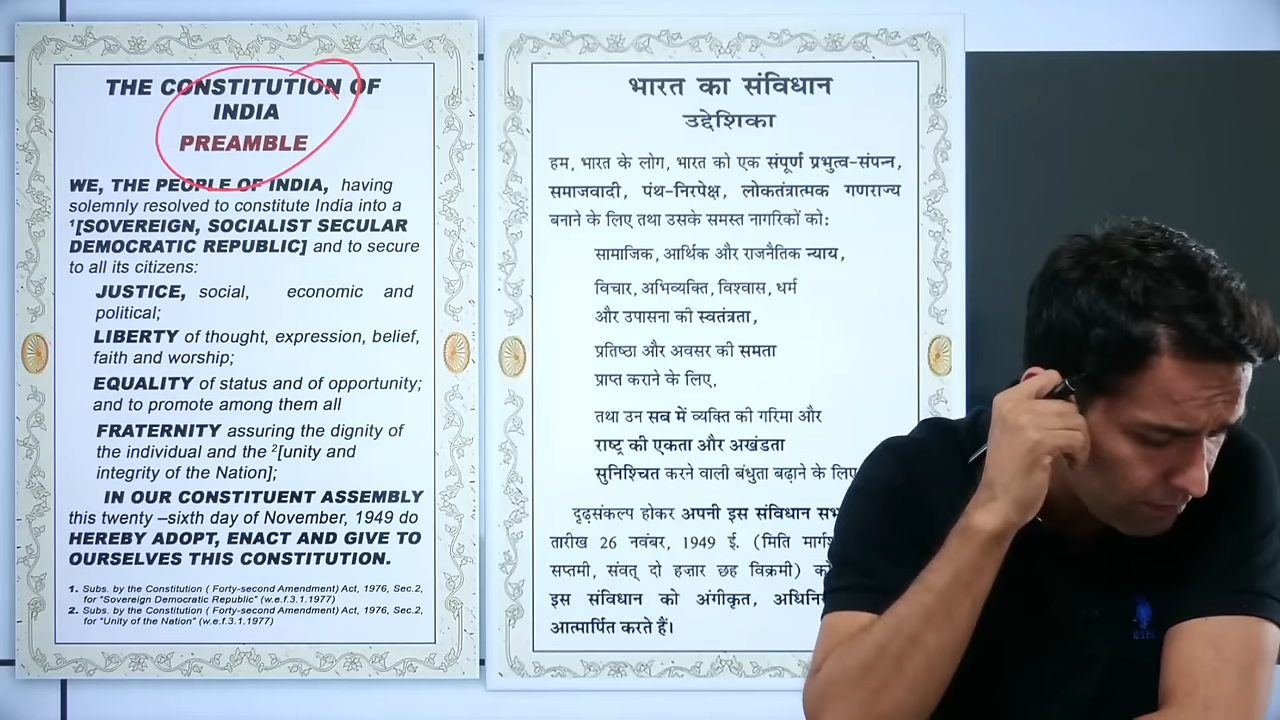 THE CONSTITUTION OF
INDIA
PREAMBLE
WE, THE PEOPLE OF INDIA, having
solemnly resolved to constitute India into a
1[SOVEREIGN, SOCIALIST SECULAR
DEMOCRATIC REPUBLIC] and to secure
to all its citizens:
JUSTICE, social, economic and
political;
LIBERTY of thought, expression, belief,
faith and worship;
EQUALITY of status and of opportunity;
and to promote among them all
FRATERNITY assuring the dignity of
the individual and the 2[unity and
integrity of the Nation];
IN OUR CONSTITUENT ASSEMBLY
this twenty –sixth day of November, 1949 do
HEREBY ADOPT, ENACT AND GIVE TO
OURSELVES THIS CONSTITUTION.
1. Subs. by the Constitution ( Forty-second Amendment) Act, 1976, Sec.2,
for "Sovereign Democratic Republic" (w.e.f.3.1.1977)
2. Subs. by the Constitution ( Forty-second Amendment) Act, 1976, Sec.2,
for "Unity of the Nation" (w.e.f.3.1.1977)
भारत का संविधान
उद्देशिका
हम, भारत के लोग, भारत को एक संपूर्ण प्रभुत्व-संपन्न,
समाजवादी, पंथ-निरपेक्ष, लोकतंत्रात्मक गणराज्य
बनाने के लिए तथा उसके समस्त नागरिकों को:
सामाजिक, आर्थिक और राजनैतिक न्याय,
विचार, अभिव्यक्ति, विश्वास, धर्म
और उपासना की स्वतंत्रता,
प्रतिष्ठा और अवसर की समता
प्राप्त कराने के लिए,
तथा उन सब में व्यक्ति की गरिमा और
राष्ट्र की एकता और अखंडता
सुनिश्चित करने वाली बंधुता बढ़ाने के लिए
दृढ़संकल्प होकर अपनी इस संविधान
तारीख 26 नवंबर, 1949 ई. (मिति
सप्तमी, संवत् दो हज़ार छह विक्रमी)
इस संविधान को अंगीकृत,
आत्मार्पित करते हैं।